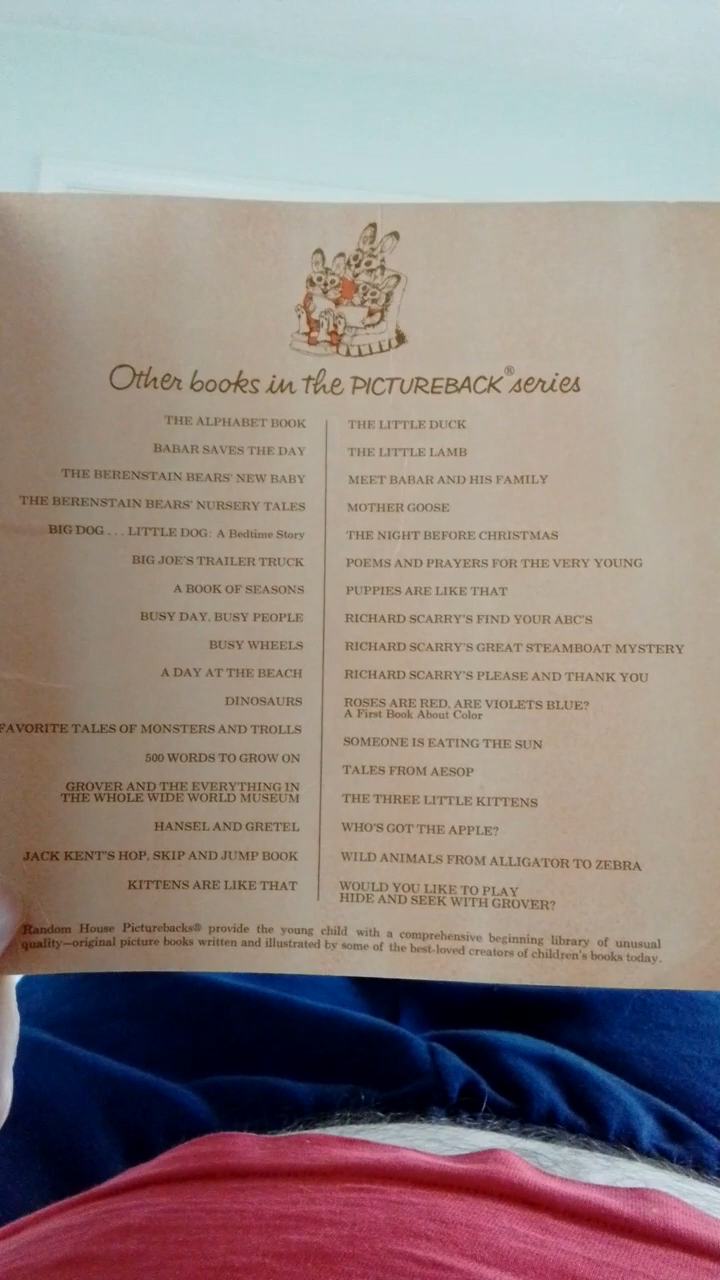 Other books in the PICTUREBACK® series
THE ALPHABET BOOK
BABAR SAVES THE DAY
THE BERENSTAIN BEARS' NEW BABY
THE BERENSTAIN BEARS' NURSERY TALES
BIG DOG . . . LITTLE DOG: A Bedtime Story
BIG JOE'S TRAILER TRUCK
A BOOK OF SEASONS
BUSY DAY, BUSY PEOPLE
BUSY WHEELS
A DAY AT THE BEACH
DINOSAURS
FAVORITE TALES OF MONSTERS AND TROLLS
500 WORDS TO GROW ON
GROVER AND THE EVERYTHING IN
THE WHOLE WIDE WORLD MUSEUM
HANSEL AND GRETEL
JACK KENT'S HOP, SKIP AND JUMP BOOK
KITTENS ARE LIKE THAT
THE LITTLE DUCK
THE LITTLE LAMB
MEET BABAR AND HIS FAMILY
MOTHER GOOSE
THE NIGHT BEFORE CHRISTMAS
POEMS AND PRAYERS FOR THE VERY YOUNG
PUPPIES ARE LIKE THAT
RICHARD SCARRY'S FIND YOUR ABC'S
RICHARD SCARRY'S GREAT STEAMBOAT MYSTERY
RICHARD SCARRY'S PLEASE AND THANK YOU
ROSES ARE RED. ARE VIOLETS BLUE?
A First Book About Color
SOMEONE IS EATING THE SUN
TALES FROM AESOP
THE THREE LITTLE KITTENS
WHO'S GOT THE APPLE?
WILD ANIMALS FROM ALLIGATOR TO ZEBRA
WOULD YOU LIKE TO PLAY
HIDE AND SEEK WITH GROVER?
Random House Picturebacks® provide the young child with a comprehensive beginning library of unusual
quality—original picture books written and illustrated by some of the best-loved creators of children's books today.